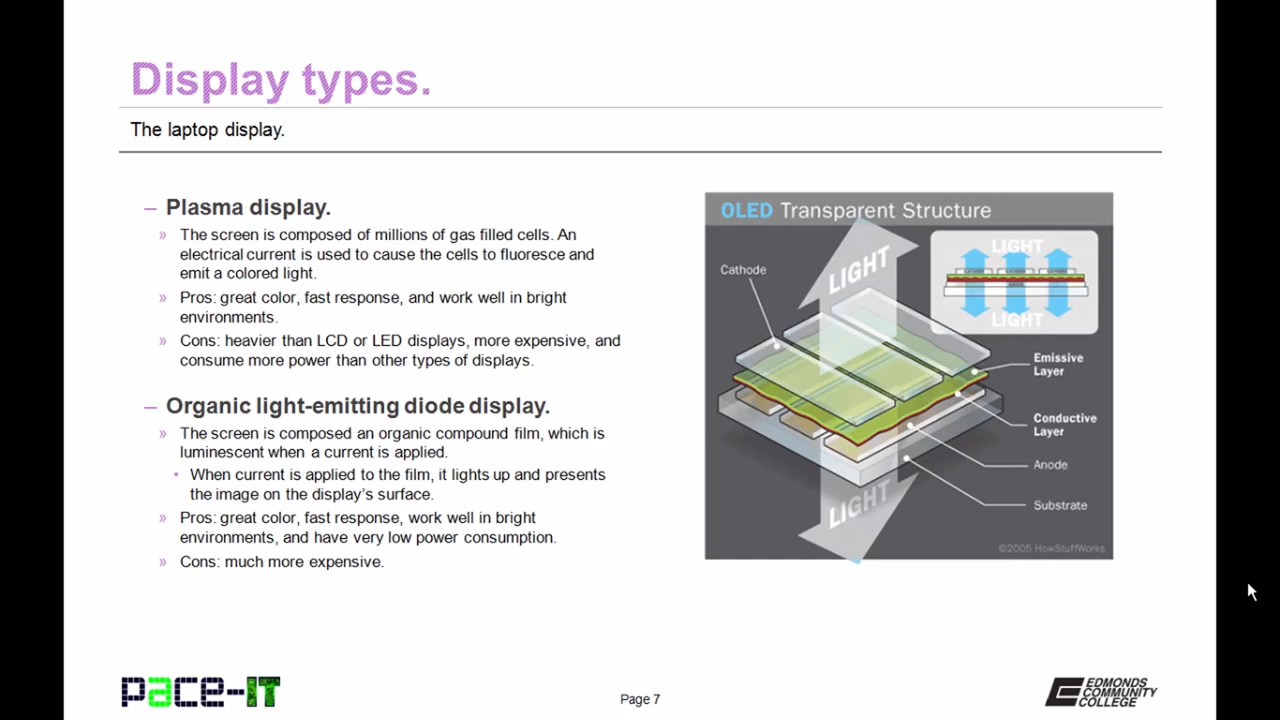 Display types.
The laptop display.
– Plasma display.
» The screen is composed of millions of gas filled cells. An
electrical current is used to cause the cells to fluoresce and
emit a colored light.
» Pros: great color, fast response, and work well in bright
environments.
» Cons: heavier than LCD or LED displays, more expensive, and
consume more power than other types of displays.
– Organic light-emitting diode display.
» The screen is composed an organic compound film, which is
luminescent when a current is applied.
• When current is applied to the film, it lights up and presents
the image on the display’s surface.
» Pros: great color, fast response, work well in bright
environments, and have very low power consumption.
» Cons: much more expensive.
OLED Transparent Structure
LIGHT
LIGHT
Cathode
LIGHT
Emissive
Layer
Conductive
Layer
Anode
Substrate
LIGHT
©2005 HowStuffWorks
pace-IT
Page 7
EDMONDS
COMMUNITY
COLLEGE